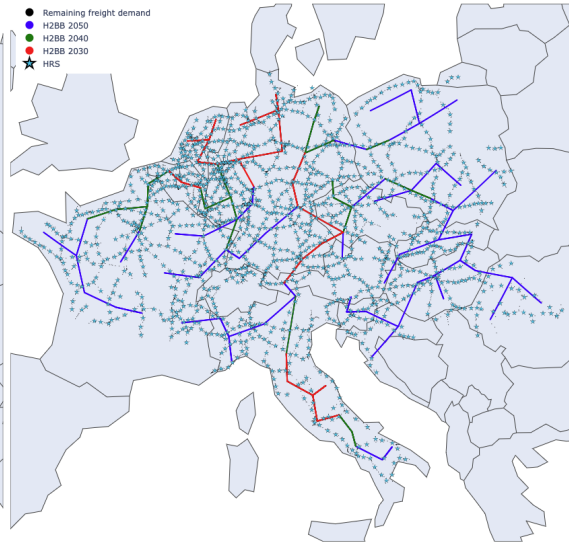 Remaining freight demand
H2BB 2050
H2BB 2040
H2BB 2030
HRS